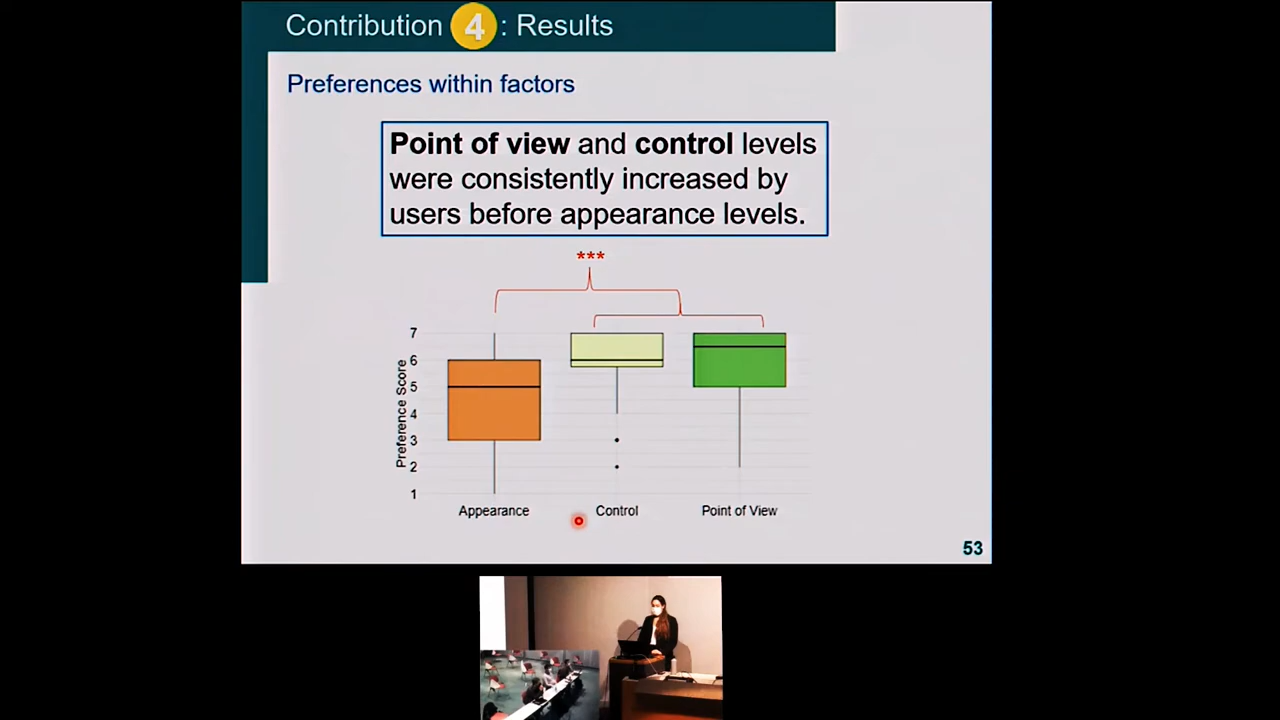 Contribution 4 : Results
Preferences within factors
Point of view and control levels
were consistently increased by
users before appearance levels.
***
7
6
5
4
3
2
1
Preference Score
Appearance
Control
Point of View
53